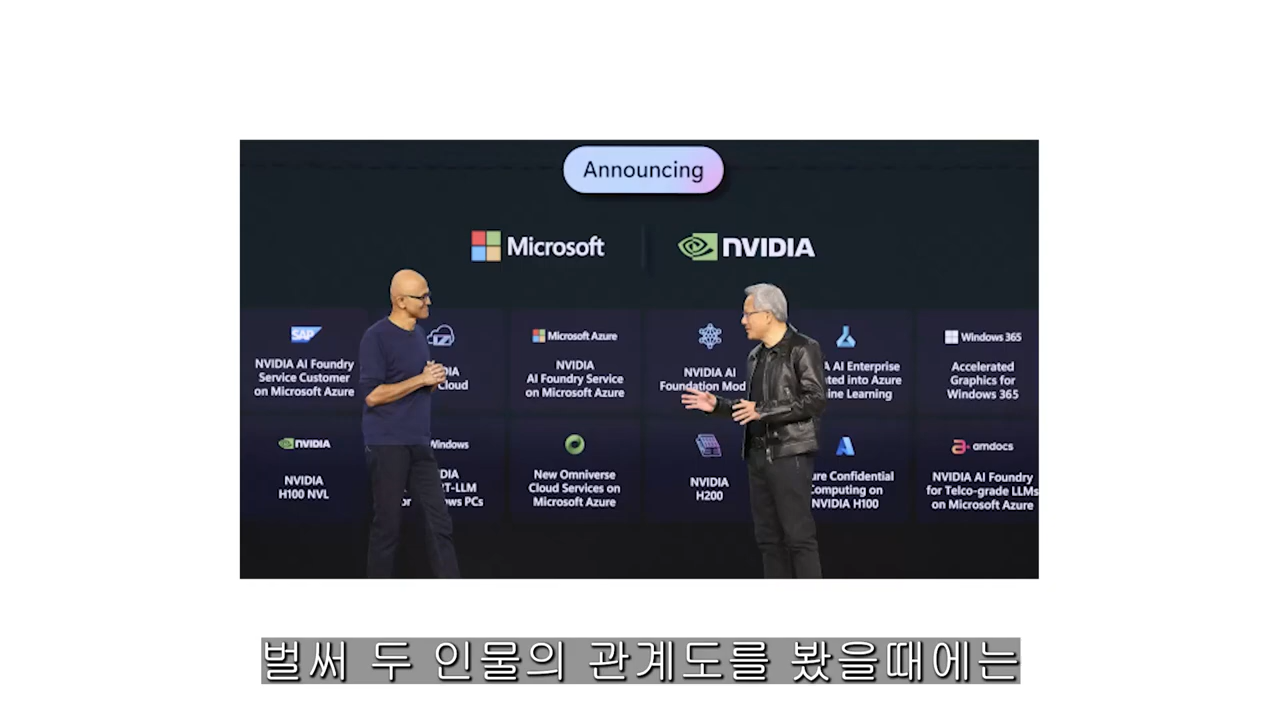 Announcing
Microsoft
NVIDIA
SAP
NVIDIA AI Foundry
Service Customer
on Microsoft Azure
Cloud
Microsoft Azure
NVIDIA
AI Foundry Service
on Microsoft Azure
NVIDIA AI
Foundation Mod
A AI Enterprise
ted into Azure
ine Learning
Windows 365
Accelerated
Graphics for
Windows 365
NVIDIA
NVIDIA
H100 NVL
Windows
DIA
RT-LLM
or ows PCs
New Omniverse
Cloud Services on
Microsoft Azure
NVIDIA
H200
ure Confidential
Computing on
NVIDIA H100
amdocs
NVIDIA AI Foundry
for Telco-grade LLMs
on Microsoft Azure
벌써 두 인물의 관계도를 봤을때에는